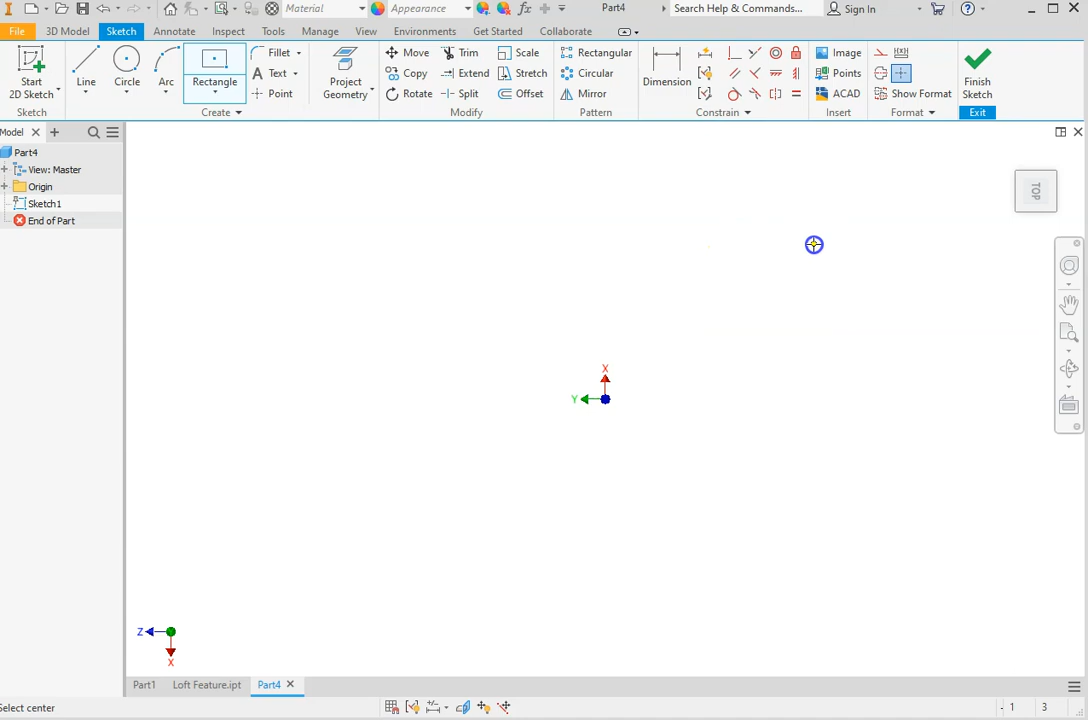 Material Appearance fx Part4 Search Help & Commands... Sign In
File 3D Model Sketch Annotate Inspect Tools Manage View Environments Get Started Collaborate
Start 2D Sketch Line Circle Arc Rectangle Fillet Text Point Project Geometry
Move Copy Rotate Trim Extend Split Scale Stretch Offset
Rectangular Circular Mirror Dimension Image Points ACAD Show Format Finish Sketch
Sketch Create Modify Pattern Constrain Insert Format Exit
Model
Part4
View: Master
Origin
Sketch1
End of Part
TOP
X
Y
Z
X
Part1 Loft Feature.ipt Part4
Select center 1 3